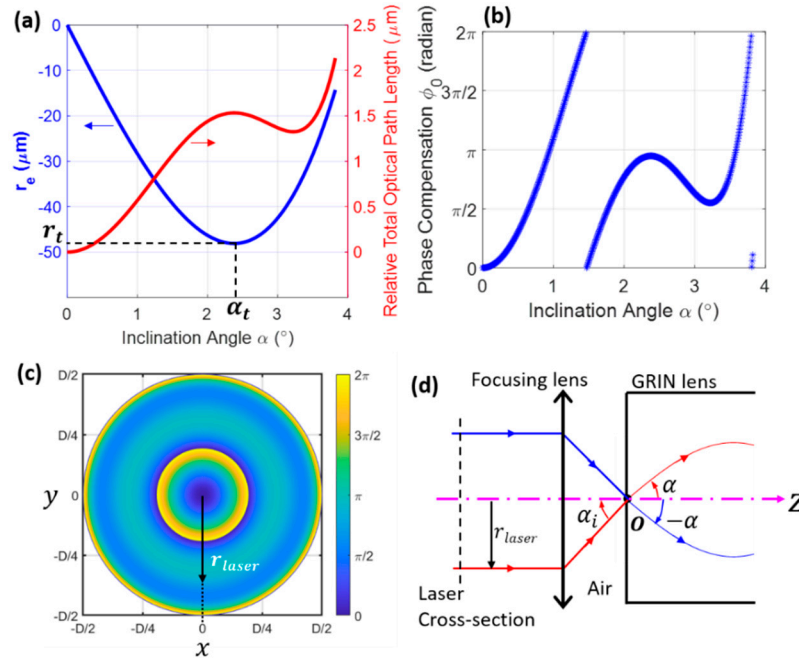 (a)
r_e (μm)
0
-10
-20
-30
-40
-50
r_t
0
1
2
3
4
α_t
Inclination Angle α (°)
2.5
2
1.5
1
0.5
0
Relative Total Optical Path Length (μm)
(b)
Phase Compensation ϕ_0 (radian)
2π
3π/2
π
π/2
0
0
1
2
3
4
Inclination Angle α (°)
(c)
D/2
D/4
y 0
-D/4
-D/2
-D/2
-D/4
0
D/4
D/2
x
r_laser
2π
3π/2
π
π/2
0
(d)
Focusing lens
GRIN lens
α
Z
α_i
O
-α
r_laser
Laser
Air
Cross-section